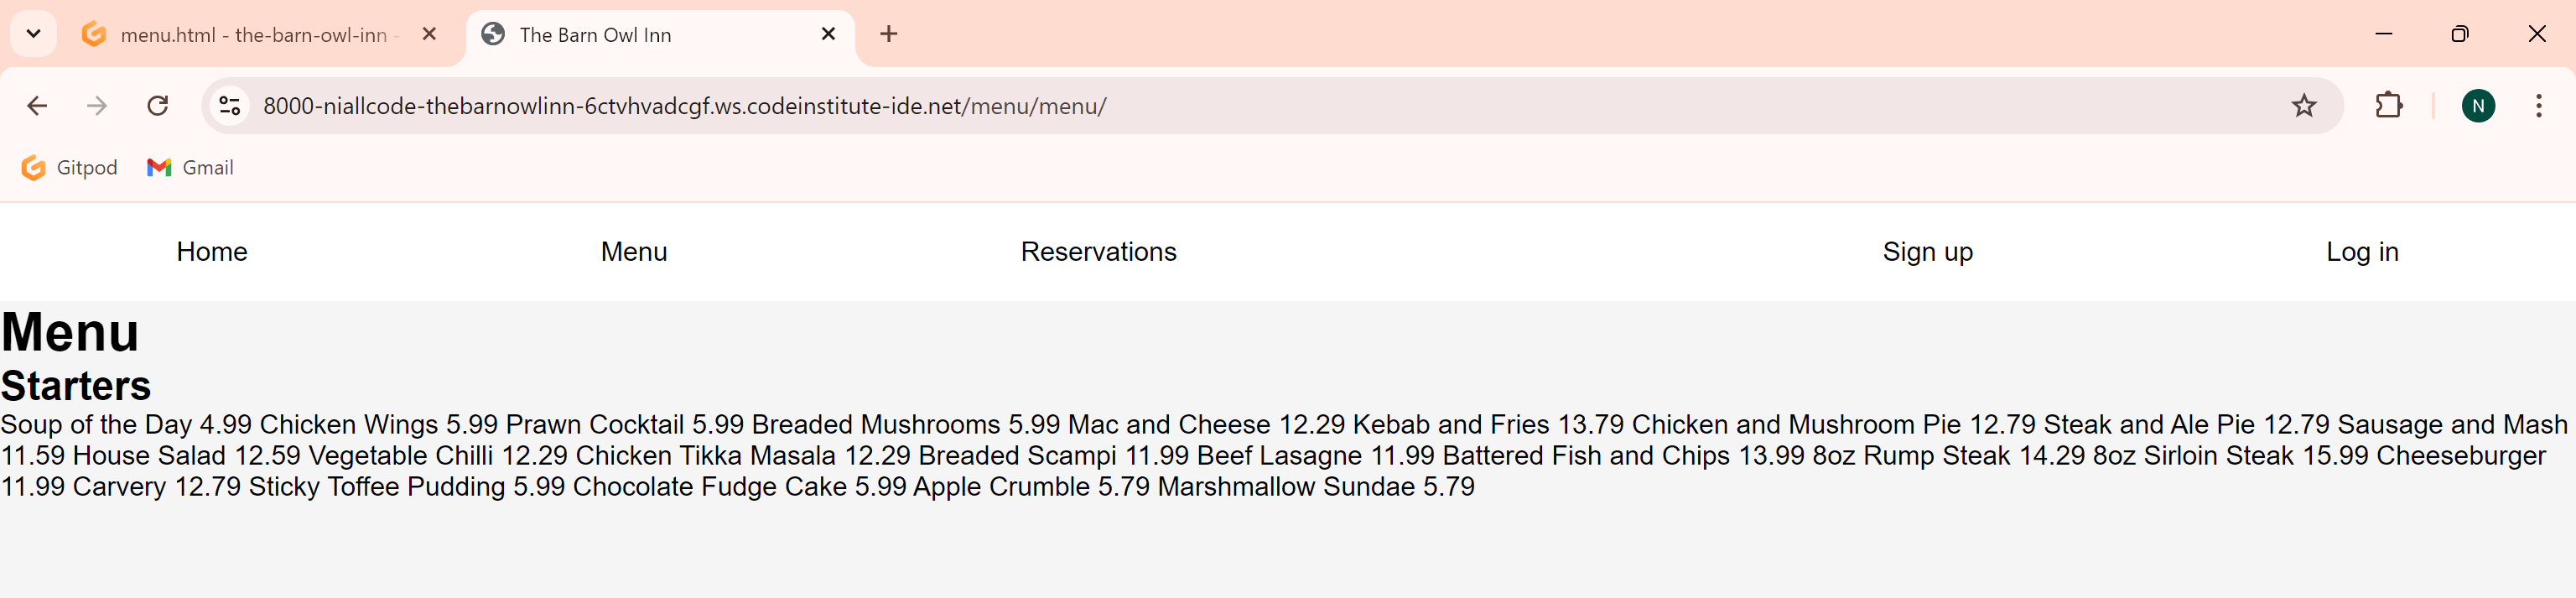 menu.html - the-barn-owl-inn -
The Barn Owl Inn
8000-niallcode-thebarnowlinn-6ctvhvadcgf.ws.codeinstitute-ide.net/menu/menu/
N
Gitpod Gmail
Home Menu Reservations Sign up Log in
Menu
Starters
Soup of the Day 4.99 Chicken Wings 5.99 Prawn Cocktail 5.99 Breaded Mushrooms 5.99 Mac and Cheese 12.29 Kebab and Fries 13.79 Chicken and Mushroom Pie 12.79 Steak and Ale Pie 12.79 Sausage and Mash
11.59 House Salad 12.59 Vegetable Chilli 12.29 Chicken Tikka Masala 12.29 Breaded Scampi 11.99 Beef Lasagne 11.99 Battered Fish and Chips 13.99 8oz Rump Steak 14.29 8oz Sirloin Steak 15.99 Cheeseburger
11.99 Carvery 12.79 Sticky Toffee Pudding 5.99 Chocolate Fudge Cake 5.99 Apple Crumble 5.79 Marshmallow Sundae 5.79